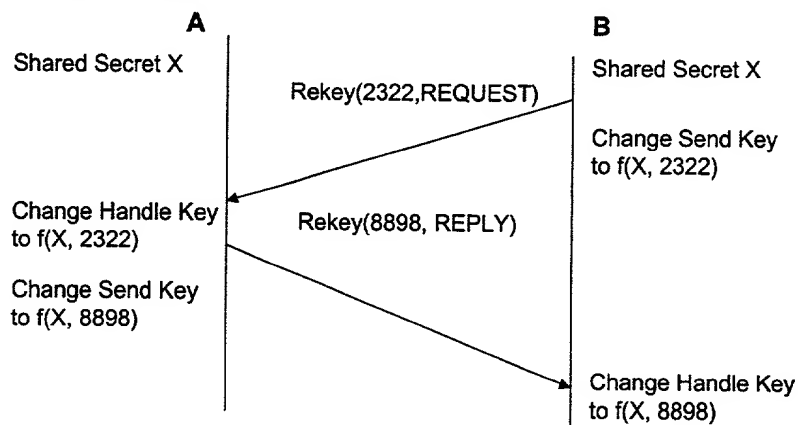 A
B
Shared Secret X
Shared Secret X
Rekey(2322,REQUEST)
Change Send Key
to f(X, 2322)
Change Handle Key
to f(X, 2322)
Rekey(8898, REPLY)
Change Send Key
to f(X, 8898)
Change Handle Key
to f(X, 8898)